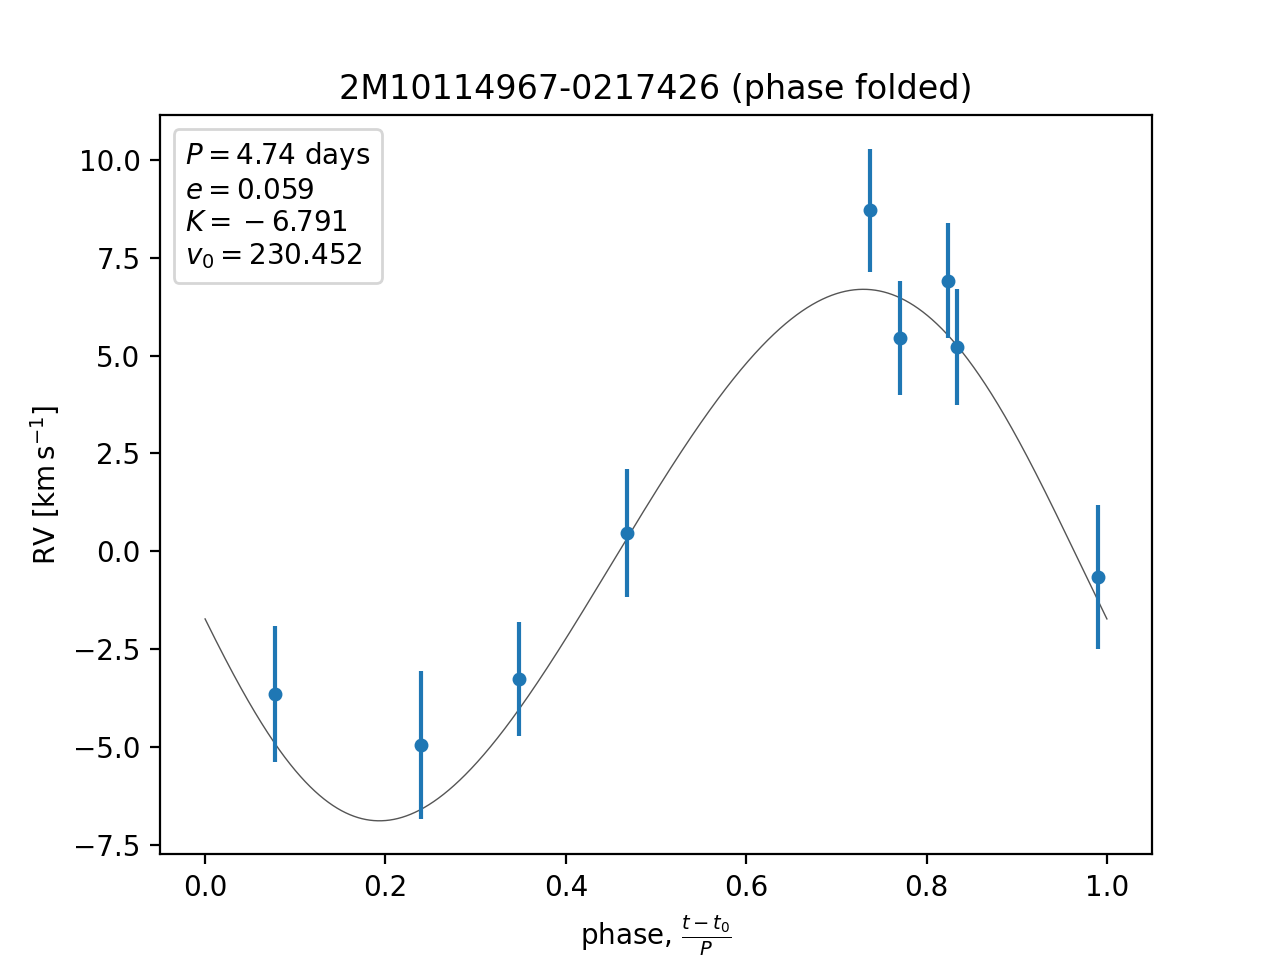 2M10114967-0217426 (phase folded)
P = 4.74 days
e = 0.059
K = −6.791
v₀ = 230.452
10.0
7.5
5.0
2.5
0.0
−2.5
−5.0
−7.5
RV [km s⁻¹]
0.0 0.2 0.4 0.6 0.8 1.0
phase, (t − t₀)/P